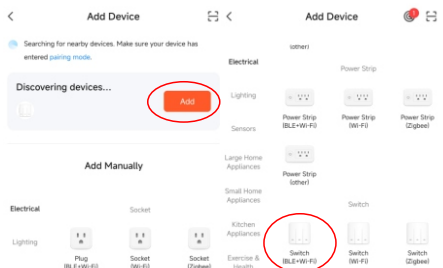 Add Device
Searching for nearby devices. Make sure your device has
entered pairing mode.
Discovering devices...
Add
Add Manually
Electrical
Socket
Lighting
Plug
(BLE+Wi-Fi)
Socket
(Wi-Fi)
Socket
(Zigbee)
Add Device
(other)
Electrical
Power Strip
Lighting
Power Strip
(BLE+Wi-Fi)
Power Strip
(Wi-Fi)
Power Strip
(Zigbee)
Sensors
Large Home
Appliances
Power Strip
(other)
Small Home
Appliances
Switch
Kitchen
Appliances
Exercise &
Health
Switch
(BLE+Wi-Fi)
Switch
(Wi-Fi)
Switch
(Zigbee)